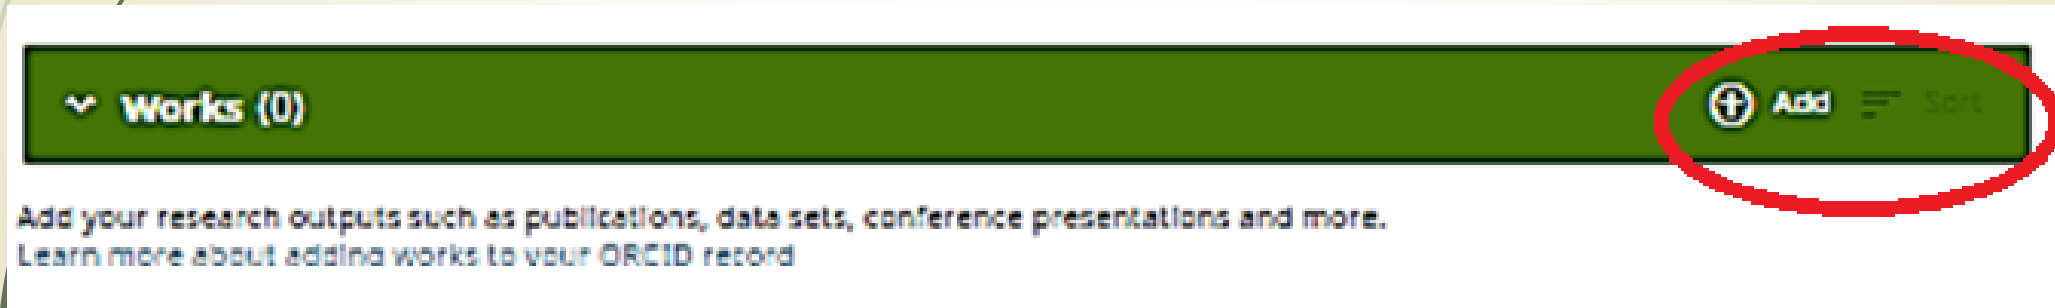 Works (0) Add Sort
Add your research outputs such as publications, data sets, conference presentations and more.
Learn more about adding works to your ORCID record